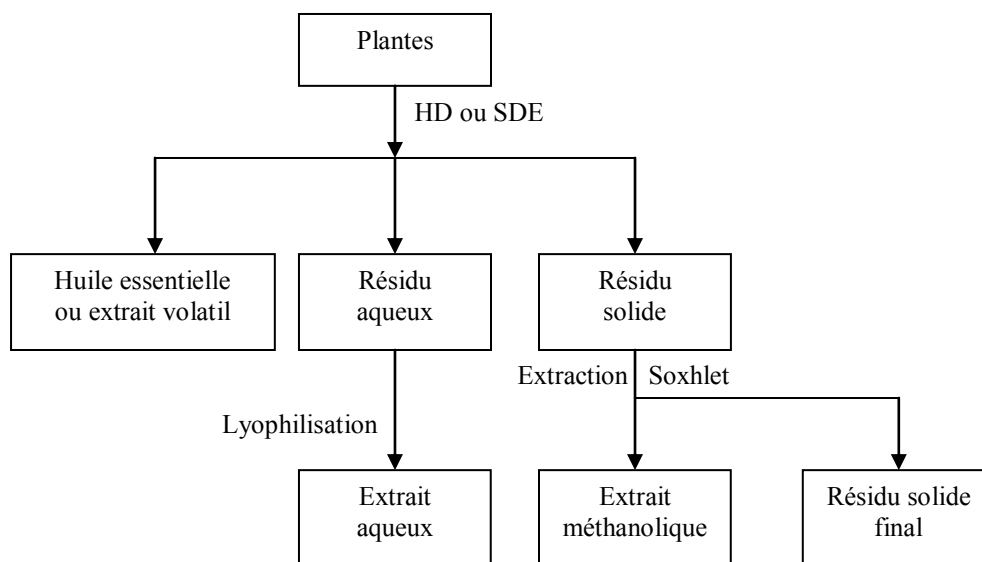 Plantes
HD ou SDE
Huile essentielle
ou extrait volatil
Résidu
aqueux
Résidu
solide
Extraction Soxhlet
Lyophilisation
Extrait
aqueux
Extrait
méthanolique
Résidu solide
final